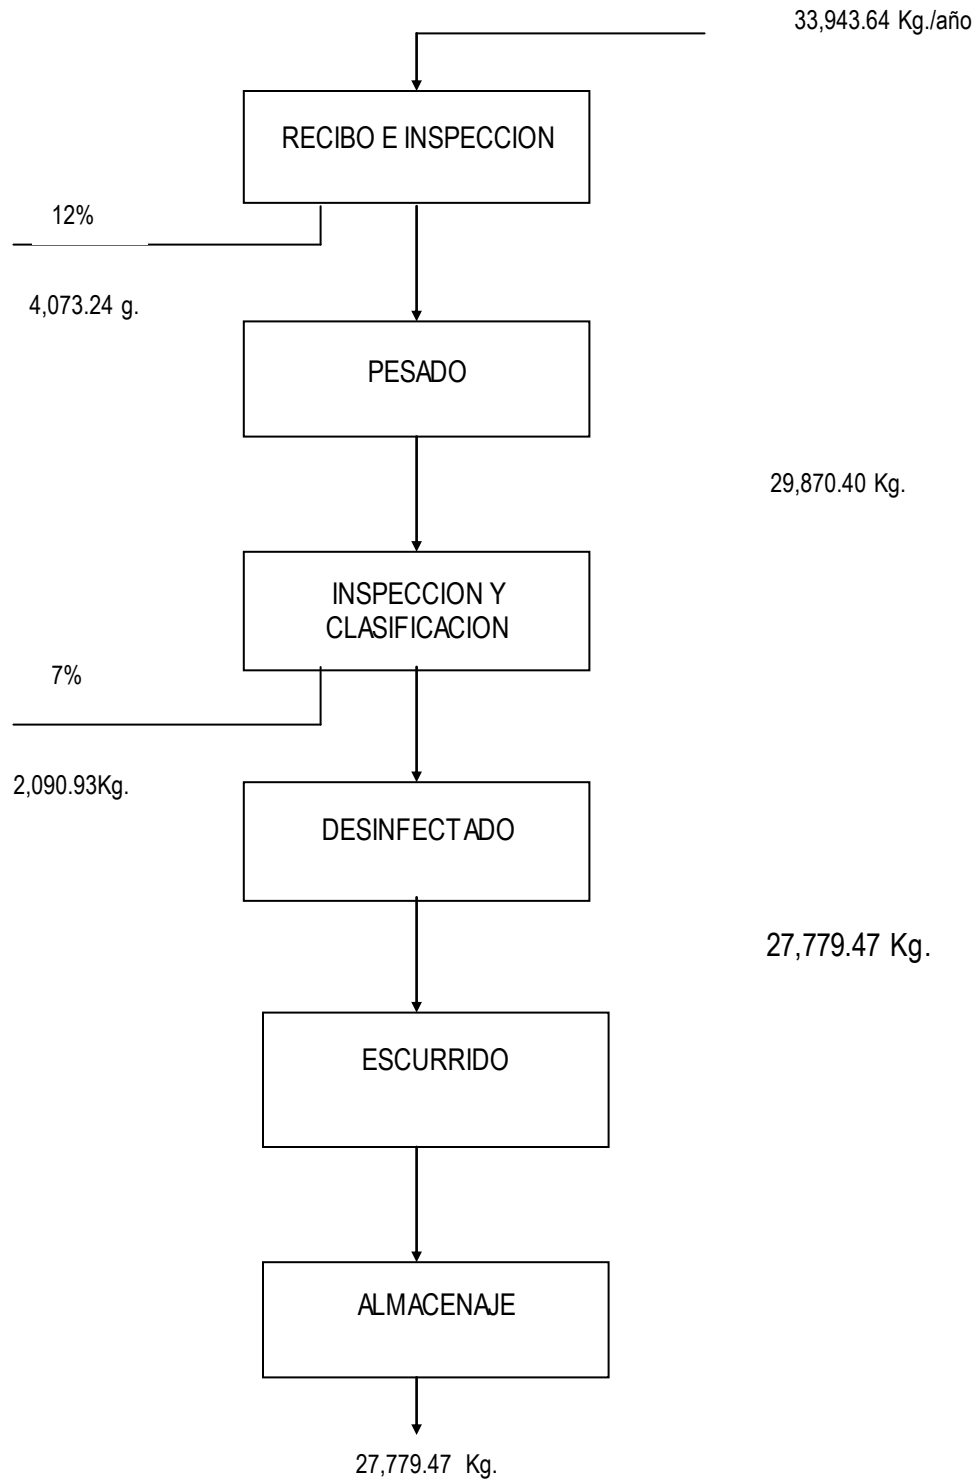 33,943.64 Kg./año
RECIBO E INSPECCION
12%
4,073.24 g.
PESADO
29,870.40 Kg.
INSPECCION Y
CLASIFICACION
7%
2,090.93Kg.
DESINFECTADO
27,779.47 Kg.
ESCURRIDO
ALMACENAJE
27,779.47 Kg.